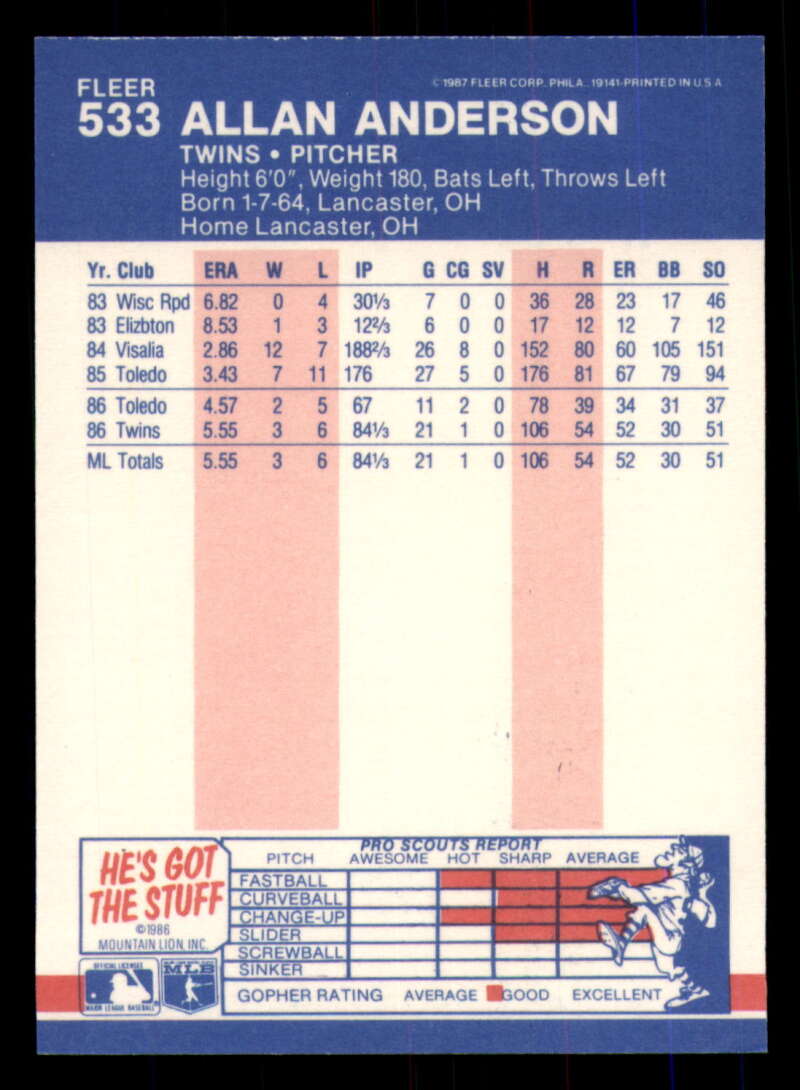 FLEER
© 1987 FLEER CORP. PHILA. 19141-PRINTED IN U S A
533 ALLAN ANDERSON
TWINS • PITCHER
Height 6'0", Weight 180, Bats Left, Throws Left
Born 1-7-64, Lancaster, OH
Home Lancaster, OH
Yr. Club ERA W L IP G CG SV H R ER BB SO
83 Wisc Rpd 6.82 0 4 30⅓ 7 0 0 36 28 23 17 46
83 Elizbton 8.53 1 3 12⅔ 6 0 0 17 12 12 7 12
84 Visalia 2.86 12 7 188⅔ 26 8 0 152 80 60 105 151
85 Toledo 3.43 7 11 176 27 5 0 176 81 67 79 94
86 Toledo 4.57 2 5 67 11 2 0 78 39 34 31 37
86 Twins 5.55 3 6 84⅓ 21 1 0 106 54 52 30 51
ML Totals 5.55 3 6 84⅓ 21 1 0 106 54 52 30 51
HE'S GOT
THE STUFF
©1986
MOUNTAIN LION, INC.
PRO SCOUTS REPORT
PITCH AWESOME HOT SHARP AVERAGE
FASTBALL
CURVEBALL
CHANGE-UP
SLIDER
SCREWBALL
SINKER
GOPHER RATING AVERAGE GOOD EXCELLENT
OFFICIAL LICENSEE
MAJOR LEAGUE BASEBALL
MLB